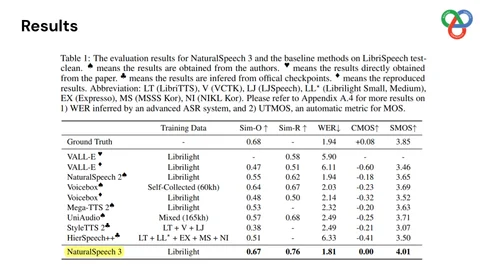 Results
Table 1: The evaluation results for NaturalSpeech 3 and the baseline methods on LibriSpeech test-
clean. ♠ means the results are obtained from the authors. ♥ means the results directly obtained
from the paper. ♣ means the results are infered from offical checkpoints. ♦ means the reproduced
results. Abbreviation: LT (LibriTTS), V (VCTK), LJ (LJSpeech), LL* (Librilight Small, Medium),
EX (Expresso), MS (MSSS Kor), NI (NIKL Kor). Please refer to Appendix A.4 for more results on
1) WER inferred by an advanced ASR system, and 2) UTMOS, an automatic metric for MOS.
Training Data Sim-O ↑ Sim-R ↑ WER↓ CMOS↑ SMOS↑
Ground Truth - 0.68 - 1.94 +0.08 3.85
VALL-E ♥ Librilight - 0.58 5.90 - -
VALL-E ♦ Librilight 0.47 0.51 6.11 -0.60 3.46
NaturalSpeech 2♠ Librilight 0.55 0.62 1.94 -0.18 3.65
Voicebox♠ Self-Collected (60kh) 0.64 0.67 2.03 -0.23 3.69
Voicebox♦ Librilight 0.48 0.50 2.14 -0.32 3.52
Mega-TTS 2♠ Librilight 0.53 - 2.32 -0.20 3.63
UniAudio♠ Mixed (165kh) 0.57 0.68 2.49 -0.25 3.71
StyleTTS 2♣ LT + V + LJ 0.38 - 2.49 -0.21 3.07
HierSpeech++♣ LT + LL* + EX + MS + NI 0.51 - 6.33 -0.41 3.50
NaturalSpeech 3 Librilight 0.67 0.76 1.81 0.00 4.01